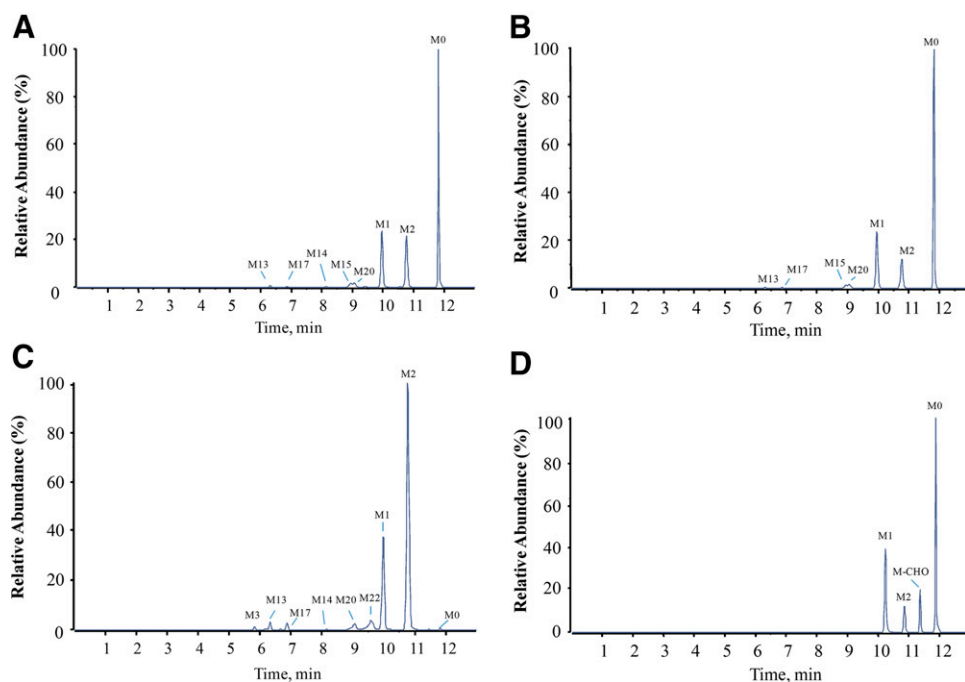 A
M0
100
80
60
40
20
0
Relative Abundance (%)
M1
M2
M14
M15
M13
M17
M20
1 2 3 4 5 6 7 8 9 10 11 12
Time, min
B
M0
100
80
60
40
20
0
Relative Abundance (%)
M1
M2
M15
M17
M20
M13
1 2 3 4 5 6 7 8 9 10 11 12
Time, min
C
M2
100
80
60
40
20
0
Relative Abundance (%)
M1
M13
M3
M17
M14
M20
M22
M0
1 2 3 4 5 6 7 8 9 10 11 12
Time, min
D
M0
100
80
60
40
20
0
Relative Abundance (%)
M1
M-CHO
M2
1 2 3 4 5 6 7 8 9 10 11 12
Time, min